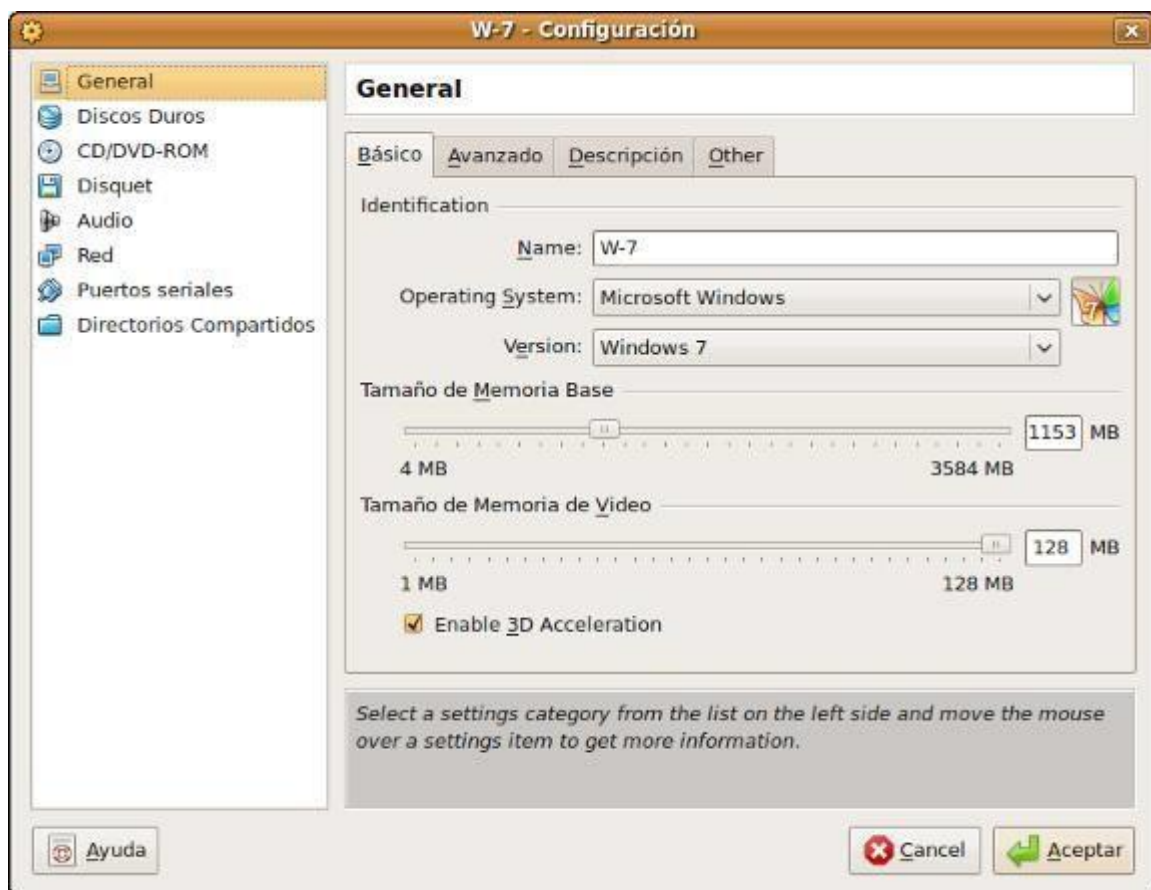 W-7 - Configuración
General
Discos Duros
CD/DVD-ROM
Disquet
Audio
Red
Puertos seriales
Directorios Compartidos
General
Básico Avanzado Descripción Other
Identification
Name: W-7
Operating System: Microsoft Windows
Version: Windows 7
Tamaño de Memoria Base
1153 MB
4 MB 3584 MB
Tamaño de Memoria de Video
128 MB
1 MB 128 MB
Enable 3D Acceleration
Select a settings category from the list on the left side and move the mouse
over a settings item to get more information.
Ayuda Cancel Aceptar